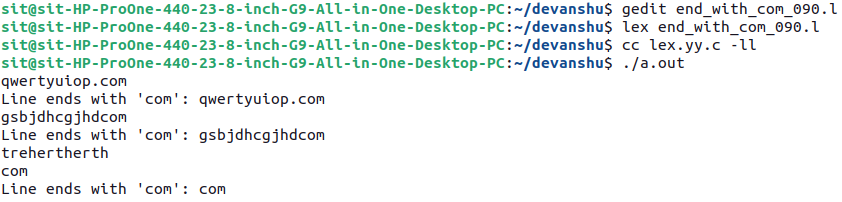 sit@sit-HP-ProOne-440-23-8-inch-G9-All-in-One-Desktop-PC:~/devanshu$ gedit end_with_com_090.l
sit@sit-HP-ProOne-440-23-8-inch-G9-All-in-One-Desktop-PC:~/devanshu$ lex end_with_com_090.l
sit@sit-HP-ProOne-440-23-8-inch-G9-All-in-One-Desktop-PC:~/devanshu$ cc lex.yy.c -ll
sit@sit-HP-ProOne-440-23-8-inch-G9-All-in-One-Desktop-PC:~/devanshu$ ./a.out
qwertyuiop.com
Line ends with 'com': qwertyuiop.com
gsbjdhcgjhdcom
Line ends with 'com': gsbjdhcgjhdcom
trehertherth
com
Line ends with 'com': com